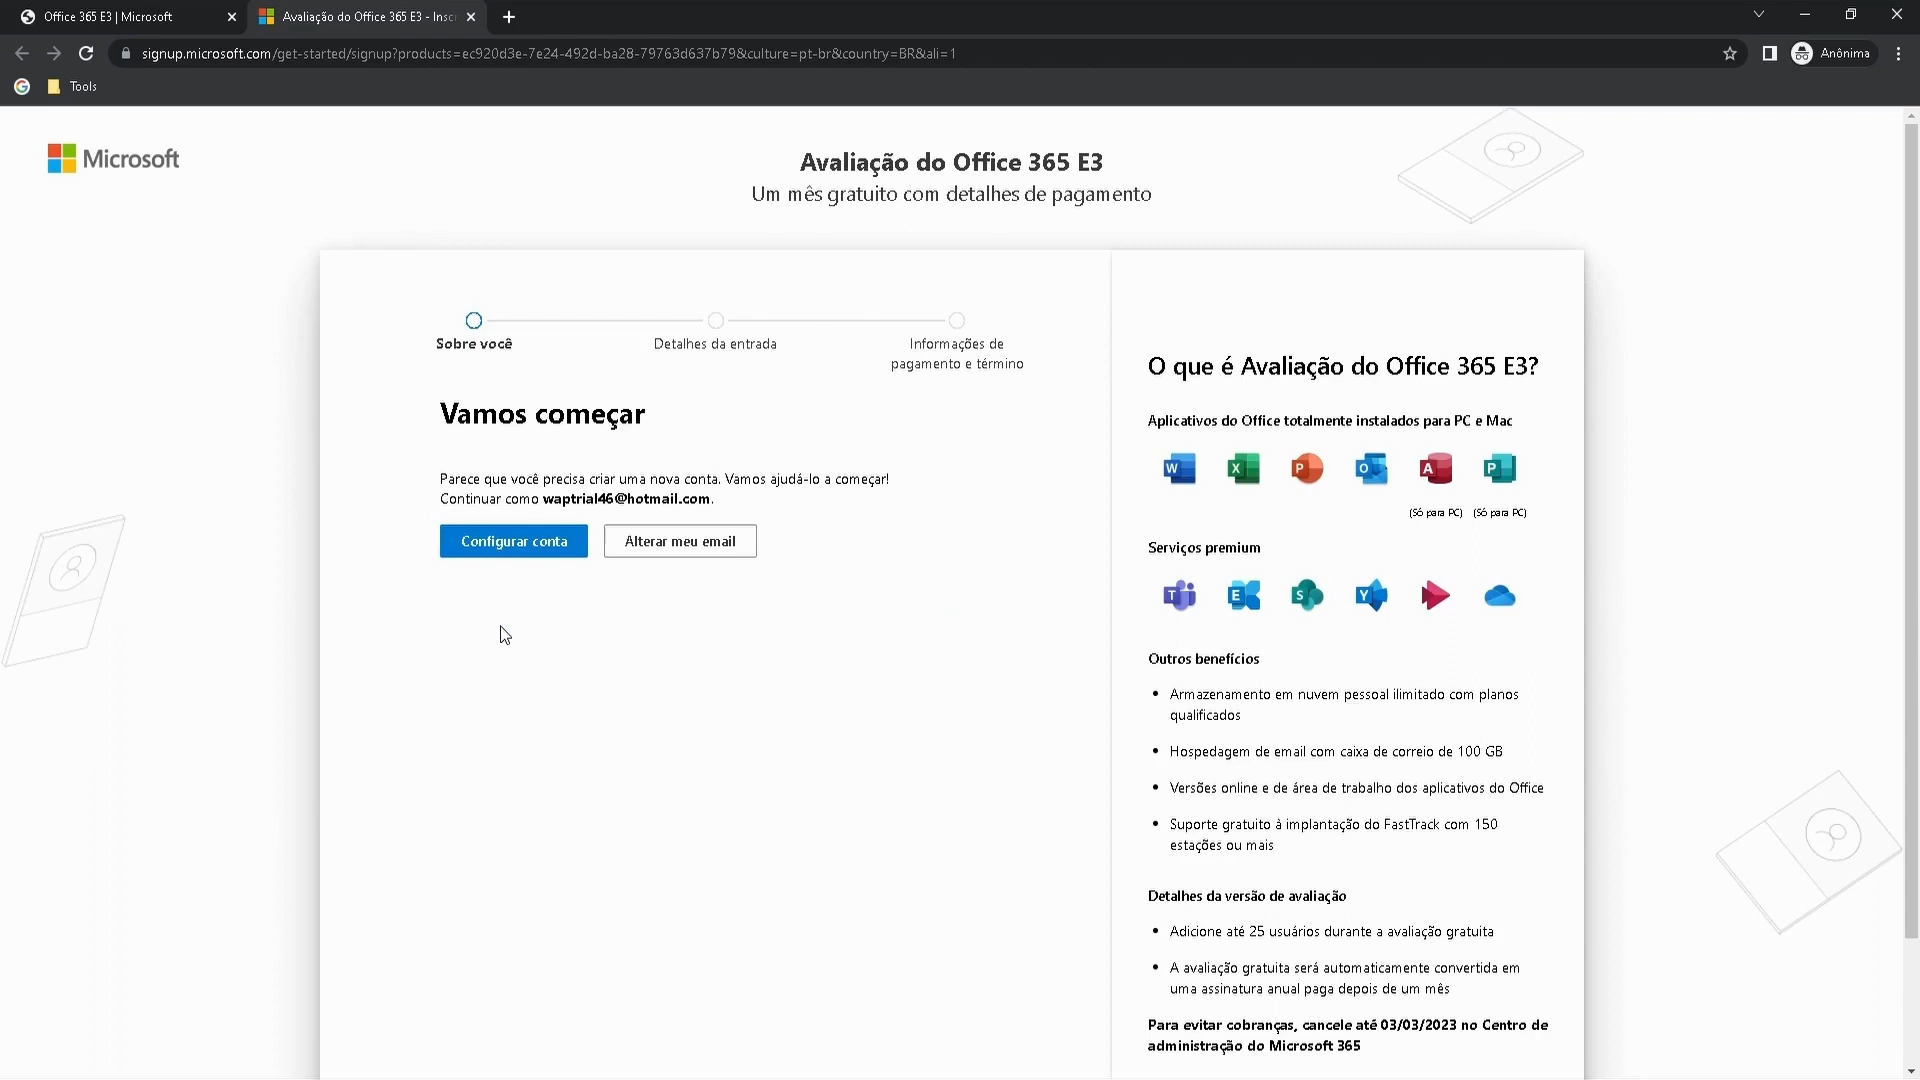 Office 365 E3 | Microsoft
Avaliação do Office 365 E3 - Inscr
signup.microsoft.com/get-started/signup?products=ec920d3e-7e24-492d-ba28-79763d637b79&culture=pt-br&country=BR&ali=1
Anônima
Tools
Microsoft
Avaliação do Office 365 E3
Um mês gratuito com detalhes de pagamento
Sobre você
Detalhes da entrada
Informações de
pagamento e término
Vamos começar
Parece que você precisa criar uma nova conta. Vamos ajudá-lo a começar!
Continuar como waptrial46@hotmail.com.
Configurar conta
Alterar meu email
O que é Avaliação do Office 365 E3?
Aplicativos do Office totalmente instalados para PC e Mac
W X P O A P
(Só para PC) (Só para PC)
Serviços premium
T E S Y
Outros benefícios
• Armazenamento em nuvem pessoal ilimitado com planos
qualificados
• Hospedagem de email com caixa de correio de 100 GB
• Versões online e de área de trabalho dos aplicativos do Office
• Suporte gratuito à implantação do FastTrack com 150
estações ou mais
Detalhes da versão de avaliação
• Adicione até 25 usuários durante a avaliação gratuita
• A avaliação gratuita será automaticamente convertida em
uma assinatura anual paga depois de um mês
Para evitar cobranças, cancele até 03/03/2023 no Centro de
administração do Microsoft 365